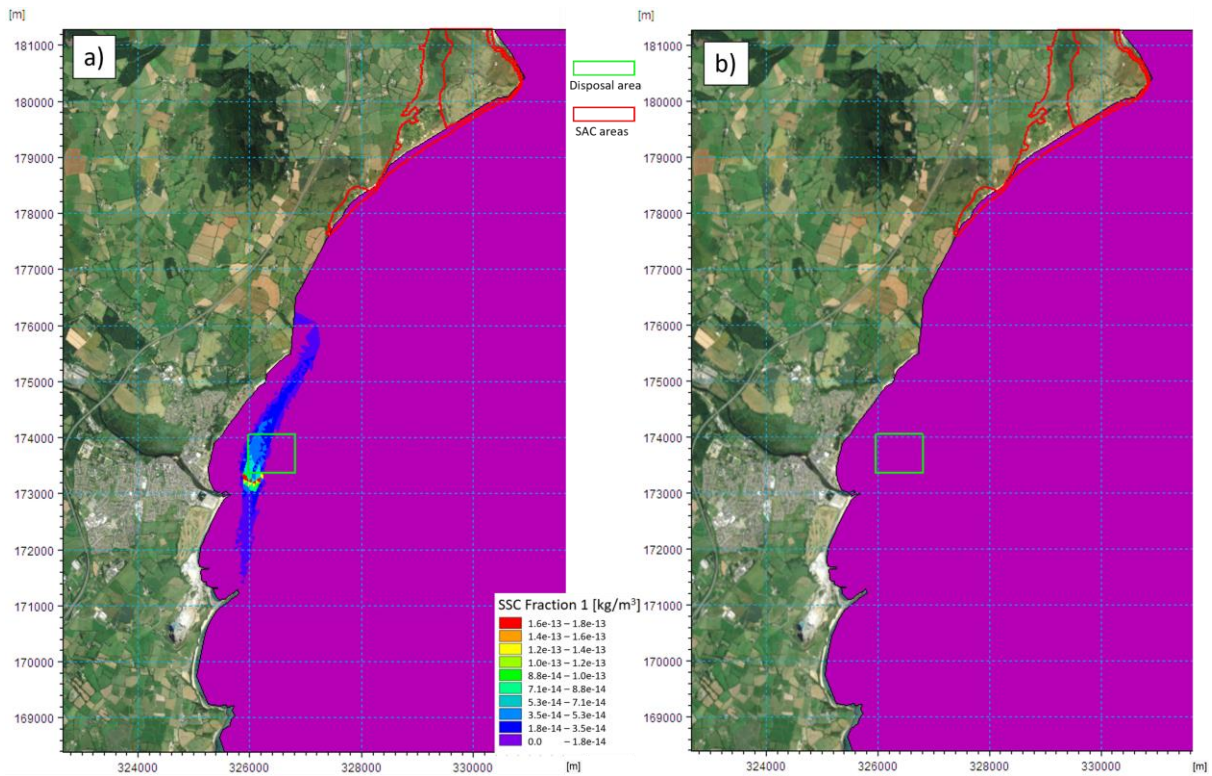 [m]
[m]
a)
b)
181000
180000
179000
178000
177000
176000
175000
174000
173000
172000
171000
170000
169000
181000
180000
179000
178000
177000
176000
175000
174000
173000
172000
171000
170000
169000
Disposal area
SAC areas
SSC Fraction 1 [kg/m³]
1.6e-13 – 1.8e-13
1.4e-13 – 1.6e-13
1.2e-13 – 1.4e-13
1.0e-13 – 1.2e-13
8.8e-14 – 1.0e-13
7.1e-14 – 8.8e-14
5.3e-14 – 7.1e-14
3.5e-14 – 5.3e-14
1.8e-14 – 3.5e-14
0.0 – 1.8e-14
324000 326000 328000 330000 [m]
324000 326000 328000 330000 [m]